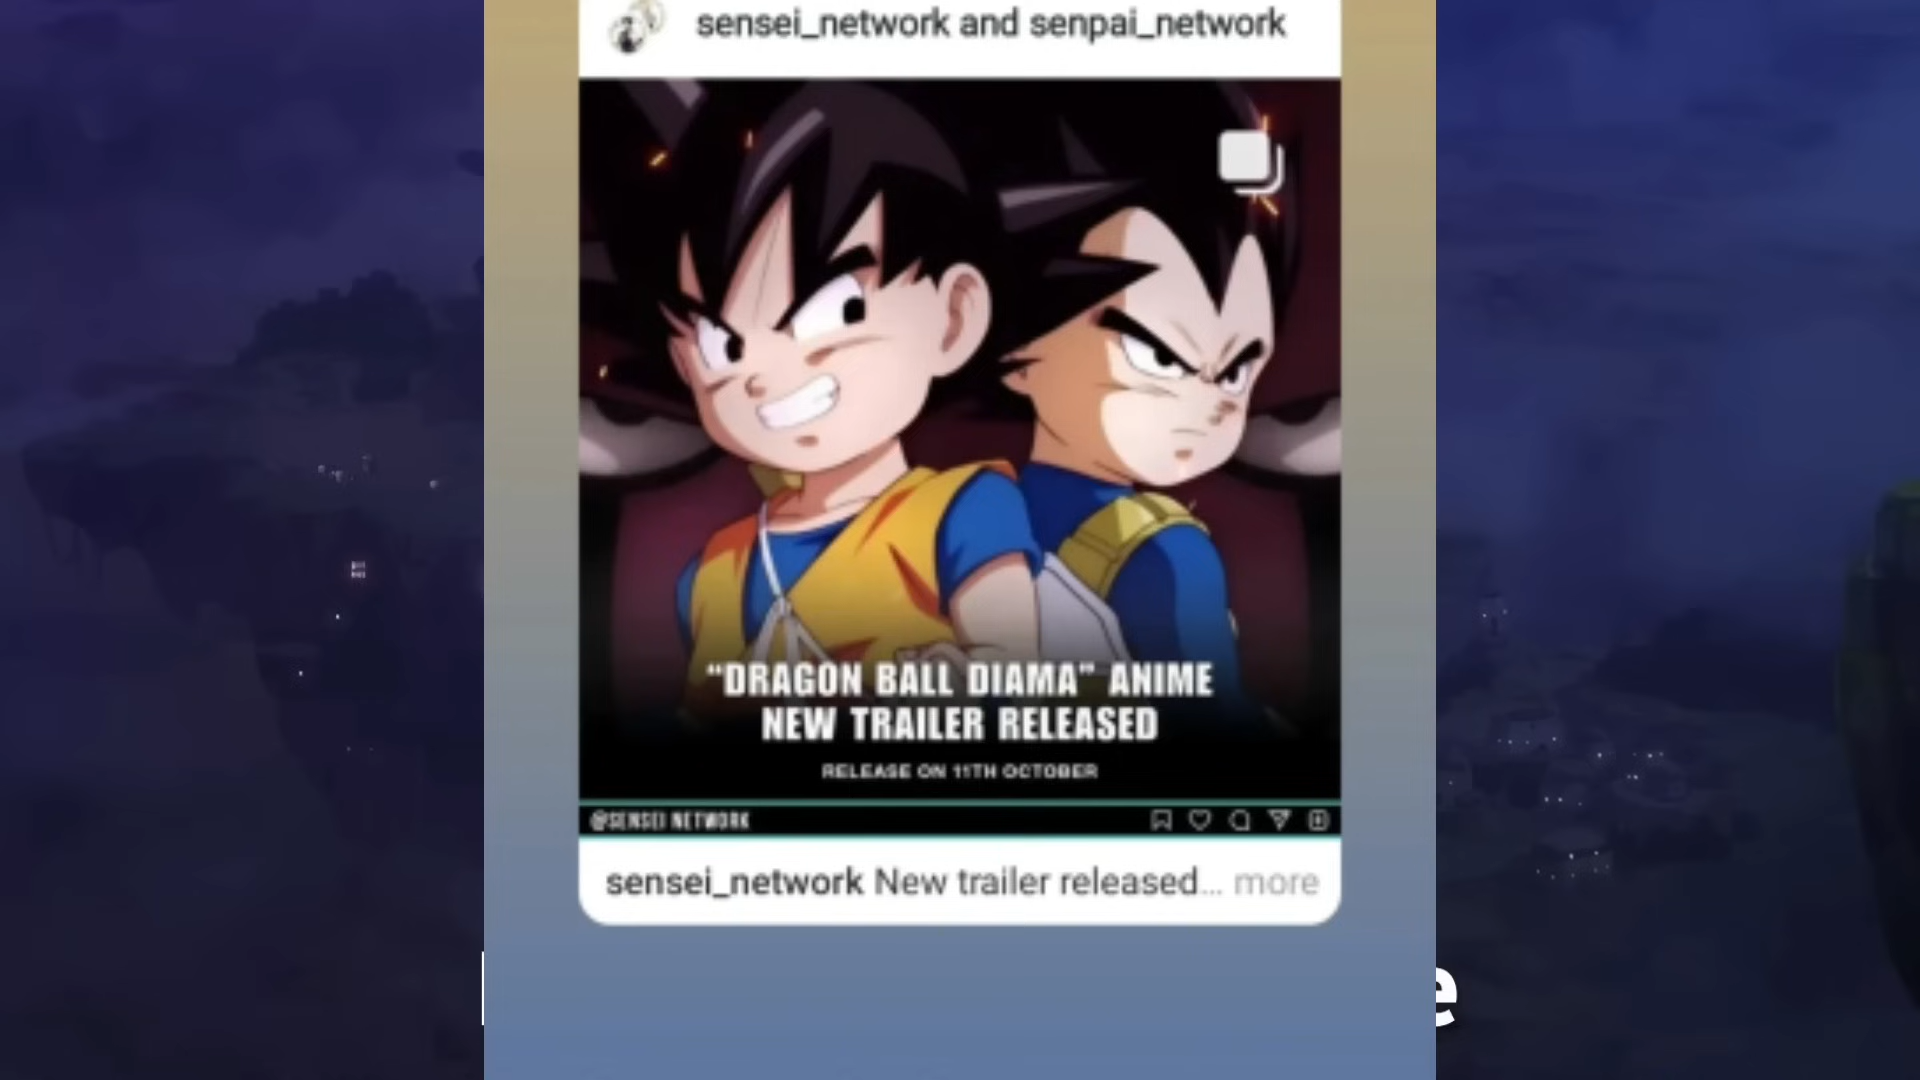 sensei_network and senpai_network
"DRAGON BALL DIAMA" ANIME
NEW TRAILER RELEASED
RELEASE ON 11TH OCTOBER
@SENSEI NETWORK
sensei_network New trailer released... more
e